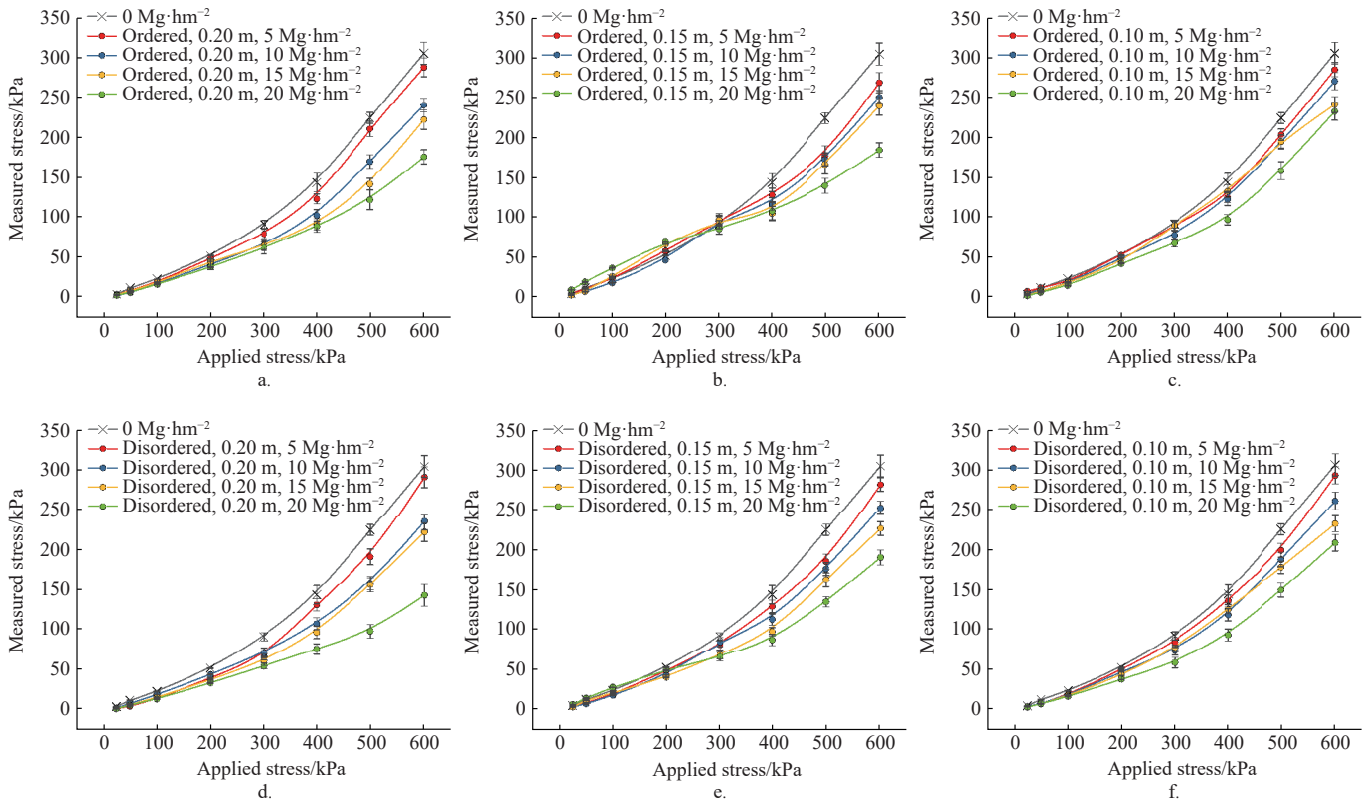 350
300
250
200
150
100
50
0
Measured stress/kPa
0 Mg·hm⁻²
Ordered, 0.20 m, 5 Mg·hm⁻²
Ordered, 0.20 m, 10 Mg·hm⁻²
Ordered, 0.20 m, 15 Mg·hm⁻²
Ordered, 0.20 m, 20 Mg·hm⁻²
0 100 200 300 400 500 600
Applied stress/kPa
a.
350
300
250
200
150
100
50
0
Measured stress/kPa
0 Mg·hm⁻²
Ordered, 0.15 m, 5 Mg·hm⁻²
Ordered, 0.15 m, 10 Mg·hm⁻²
Ordered, 0.15 m, 15 Mg·hm⁻²
Ordered, 0.15 m, 20 Mg·hm⁻²
0 100 200 300 400 500 600
Applied stress/kPa
b.
350
300
250
200
150
100
50
0
Measured stress/kPa
0 Mg·hm⁻²
Ordered, 0.10 m, 5 Mg·hm⁻²
Ordered, 0.10 m, 10 Mg·hm⁻²
Ordered, 0.10 m, 15 Mg·hm⁻²
Ordered, 0.10 m, 20 Mg·hm⁻²
0 100 200 300 400 500 600
Applied stress/kPa
c.
350
300
250
200
150
100
50
0
Measured stress/kPa
0 Mg·hm⁻²
Disordered, 0.20 m, 5 Mg·hm⁻²
Disordered, 0.20 m, 10 Mg·hm⁻²
Disordered, 0.20 m, 15 Mg·hm⁻²
Disordered, 0.20 m, 20 Mg·hm⁻²
0 100 200 300 400 500 600
Applied stress/kPa
d.
350
300
250
200
150
100
50
0
Measured stress/kPa
0 Mg·hm⁻²
Disordered, 0.15 m, 5 Mg·hm⁻²
Disordered, 0.15 m, 10 Mg·hm⁻²
Disordered, 0.15 m, 15 Mg·hm⁻²
Disordered, 0.15 m, 20 Mg·hm⁻²
0 100 200 300 400 500 600
Applied stress/kPa
e.
350
300
250
200
150
100
50
0
Measured stress/kPa
0 Mg·hm⁻²
Disordered, 0.10 m, 5 Mg·hm⁻²
Disordered, 0.10 m, 10 Mg·hm⁻²
Disordered, 0.10 m, 15 Mg·hm⁻²
Disordered, 0.10 m, 20 Mg·hm⁻²
0 100 200 300 400 500 600
Applied stress/kPa
f.